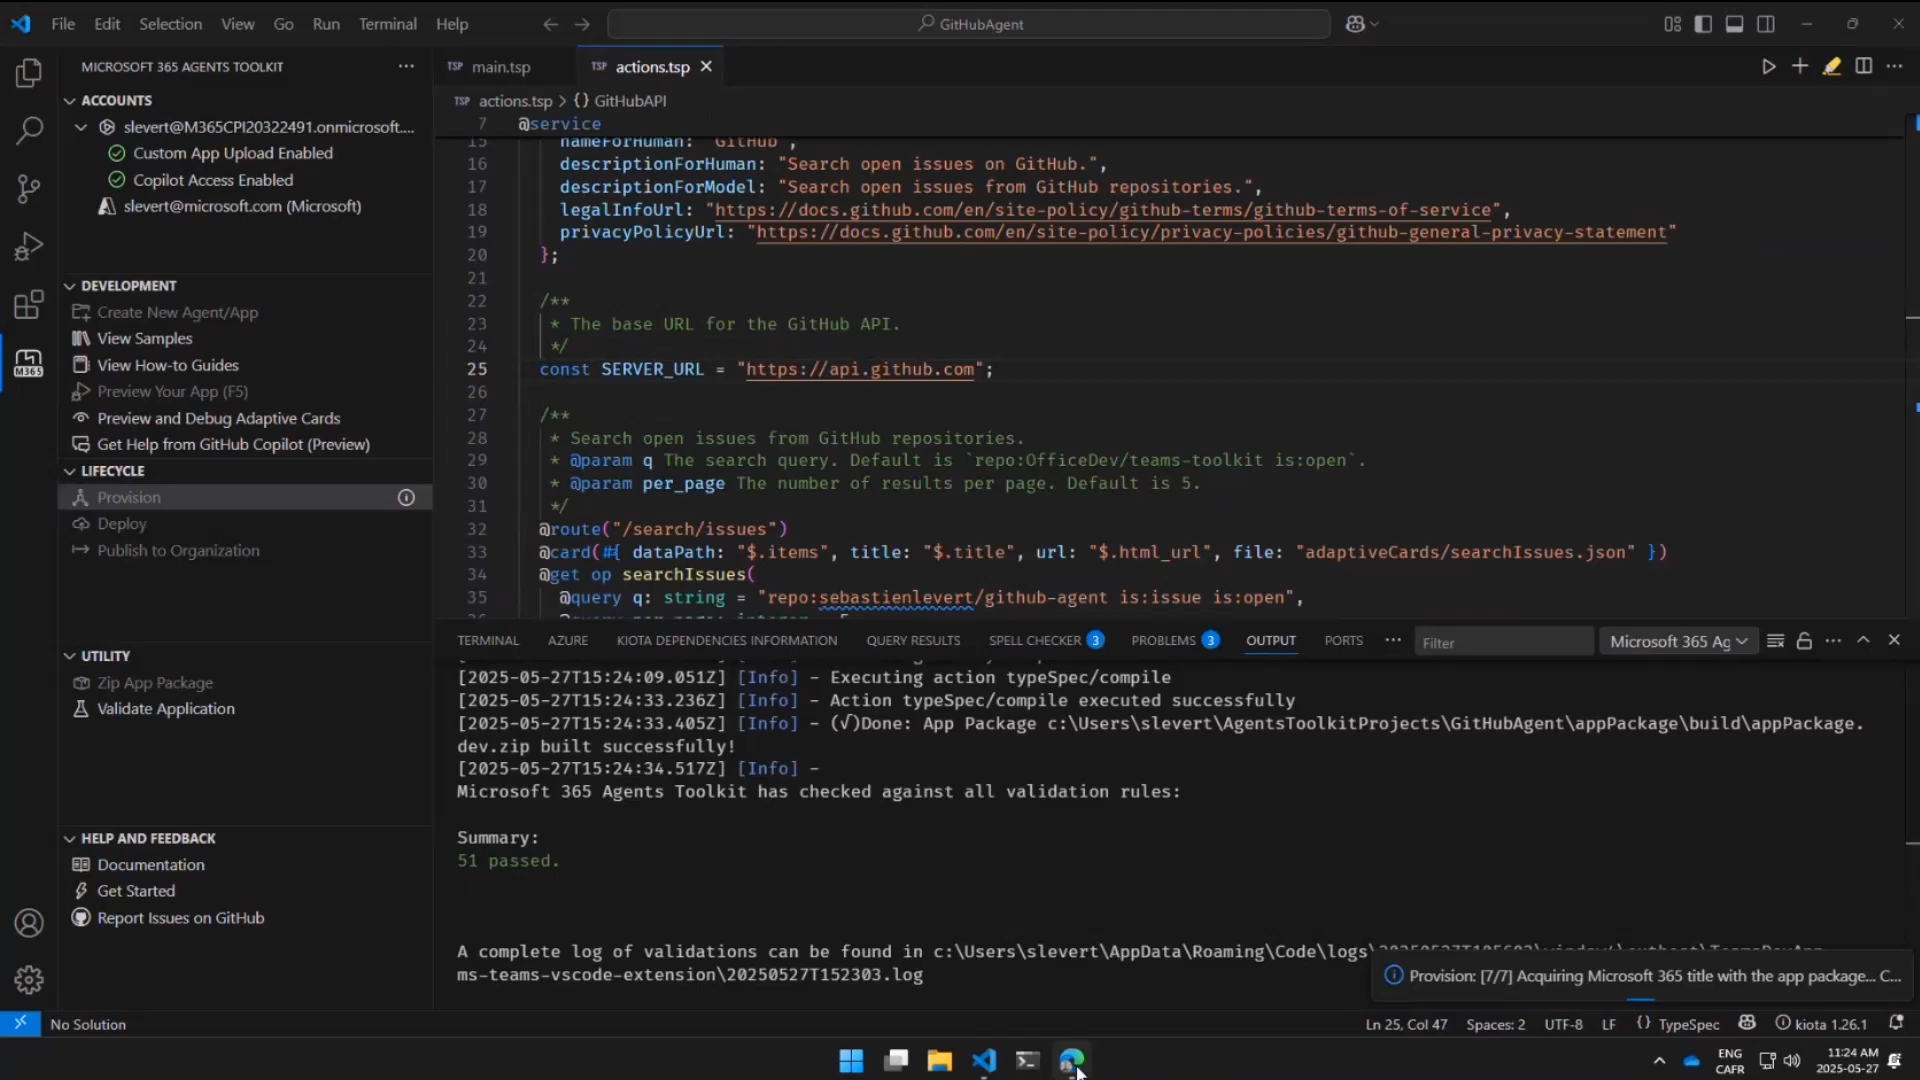 File Edit Selection View Go Run Terminal Help
GitHubAgent
MICROSOFT 365 AGENTS TOOLKIT
ACCOUNTS
slevert@M365CPI20322491.onmicrosoft....
Custom App Upload Enabled
Copilot Access Enabled
slevert@microsoft.com (Microsoft)
DEVELOPMENT
Create New Agent/App
View Samples
View How-to Guides
Preview Your App (F5)
Preview and Debug Adaptive Cards
Get Help from GitHub Copilot (Preview)
LIFECYCLE
Provision
Deploy
Publish to Organization
UTILITY
Zip App Package
Validate Application
HELP AND FEEDBACK
Documentation
Get Started
Report Issues on GitHub
M365
TSP main.tsp TSP actions.tsp
TSP actions.tsp > {} GitHubAPI
7 @service
15 nameForHuman: "GitHub",
16 descriptionForHuman: "Search open issues on GitHub.",
17 descriptionForModel: "Search open issues from GitHub repositories.",
18 legalInfoUrl: "https://docs.github.com/en/site-policy/github-terms/github-terms-of-service",
19 privacyPolicyUrl: "https://docs.github.com/en/site-policy/privacy-policies/github-general-privacy-statement"
20 };
21
22 /**
23 * The base URL for the GitHub API.
24 */
25 const SERVER_URL = "https://api.github.com";
26
27 /**
28 * Search open issues from GitHub repositories.
29 * @param q The search query. Default is `repo:OfficeDev/teams-toolkit is:open`.
30 * @param per_page The number of results per page. Default is 5.
31 */
32 @route("/search/issues")
33 @card(#{ dataPath: "$.items", title: "$.title", url: "$.html_url", file: "adaptiveCards/searchIssues.json" })
34 @get op searchIssues(
35 @query q: string = "repo:sebastienlevert/github-agent is:issue is:open",
TERMINAL AZURE KIOTA DEPENDENCIES INFORMATION QUERY RESULTS SPELL CHECKER 3 PROBLEMS 3 OUTPUT PORTS Filter Microsoft 365 Ag
[2025-05-27T15:24:09.051Z] [Info] - Executing action typeSpec/compile
[2025-05-27T15:24:33.236Z] [Info] - Action typeSpec/compile executed successfully
[2025-05-27T15:24:33.405Z] [Info] - (√)Done: App Package c:\Users\slevert\AgentsToolkitProjects\GitHubAgent\appPackage\build\appPackage.
dev.zip built successfully!
[2025-05-27T15:24:34.517Z] [Info] -
Microsoft 365 Agents Toolkit has checked against all validation rules:
Summary:
51 passed.
A complete log of validations can be found in c:\Users\slevert\AppData\Roaming\Code\logs\
ms-teams-vscode-extension\20250527T152303.log
Provision: [7/7] Acquiring Microsoft 365 title with the app package... C...
No Solution
Ln 25, Col 47 Spaces: 2 UTF-8 LF {} TypeSpec kiota 1.26.1
ENG
CAFR
11:24 AM
2025-05-27